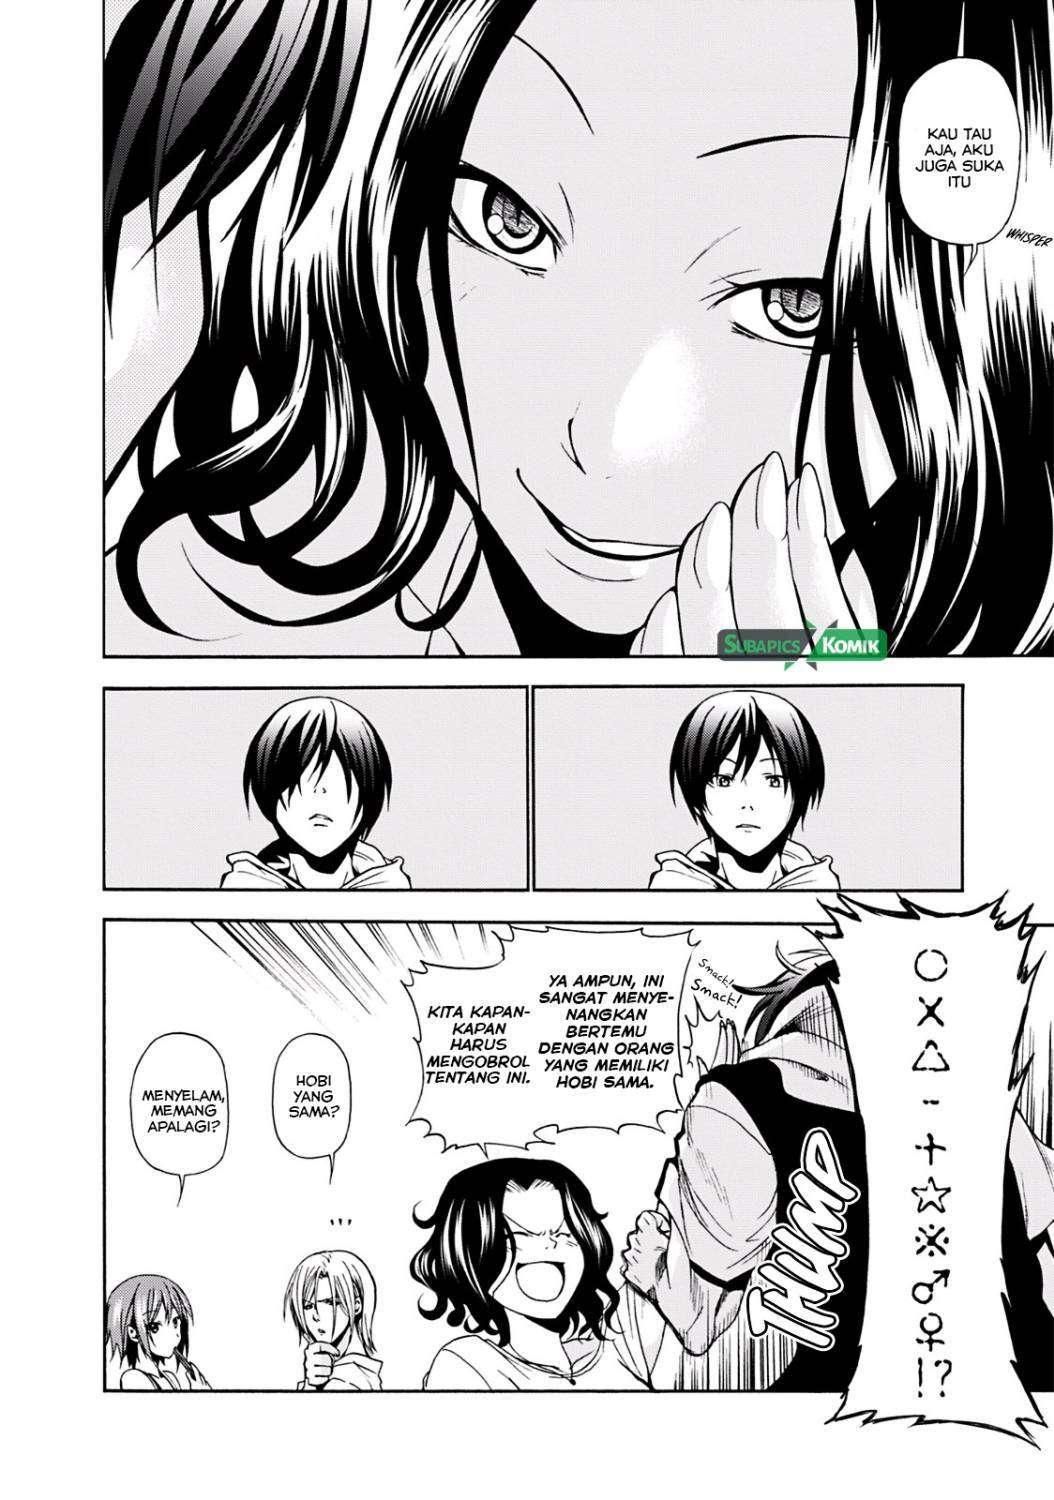 KAU TAU
AJA, AKU
JUGA SUKA
ITU
WHISPER
SUBAPICS KOMIK
○
×
△
-
+
☆
※
♂
♀
!?
Smack!
Smack!
YA AMPUN, INI
SANGAT MENYE-
NANGKAN
BERTEMU
DENGAN ORANG
YANG MEMILIKI
HOBI SAMA.
KITA KAPAN-
KAPAN
HARUS
MENGOBROL
TENTANG INI.
THUMP
HOBI
YANG
SAMA?
MENYELAM,
MEMANG
APALAGI?